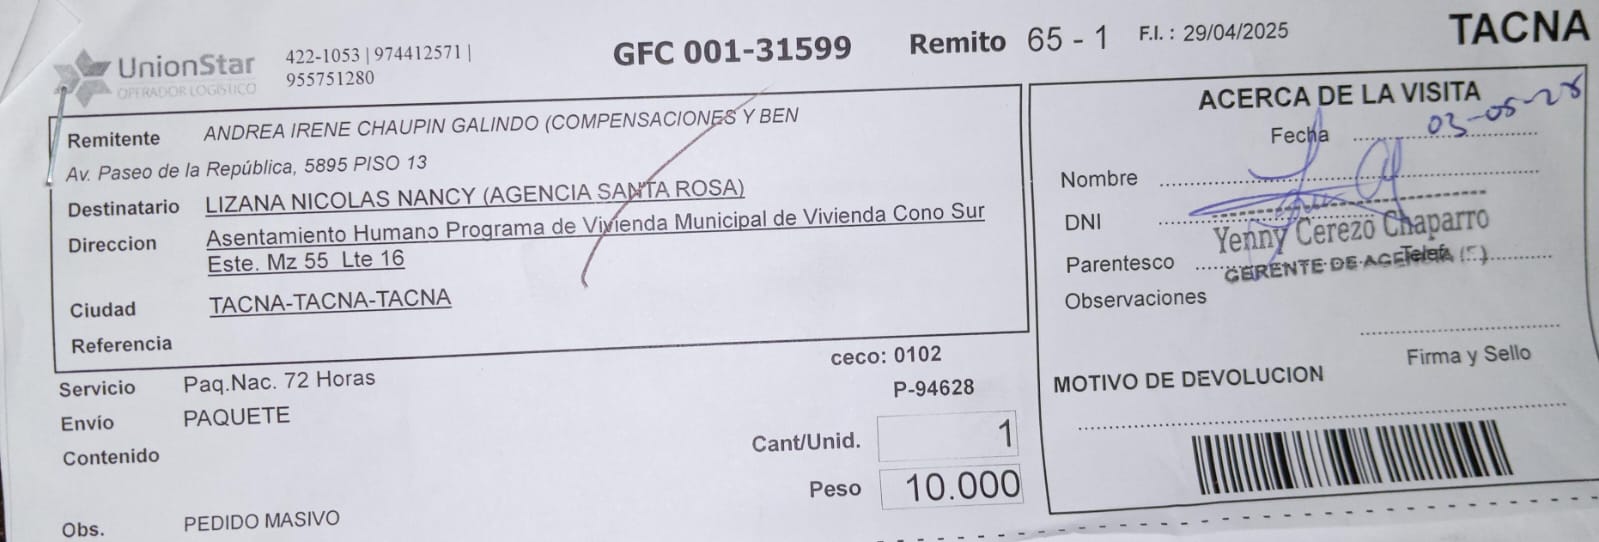 UnionStar
OPERADOR LOGISTICO
422-1053 | 974412571 |
955751280
GFC 001-31599
Remito 65 - 1
F.I. : 29/04/2025
TACNA
Remitente ANDREA IRENE CHAUPIN GALINDO (COMPENSACIONES Y BEN
Av. Paseo de la República, 5895 PISO 13
Destinatario LIZANA NICOLAS NANCY (AGENCIA SANTA ROSA)
Direccion Asentamiento Humano Programa de Vivienda Municipal de Vivienda Cono Sur
Este. Mz 55 Lte 16
Ciudad TACNA-TACNA-TACNA
Referencia
Servicio Paq.Nac. 72 Horas
Envío PAQUETE
Contenido
Obs. PEDIDO MASIVO
ceco: 0102
P-94628
Cant/Unid. 1
Peso 10.000
ACERCA DE LA VISITA
Fecha 03-05-25
Nombre
DNI
Yenny Cerezo Chaparro
Parentesco Telef.
GERENTE DE AGENCIA (E)
Observaciones
Firma y Sello
MOTIVO DE DEVOLUCION